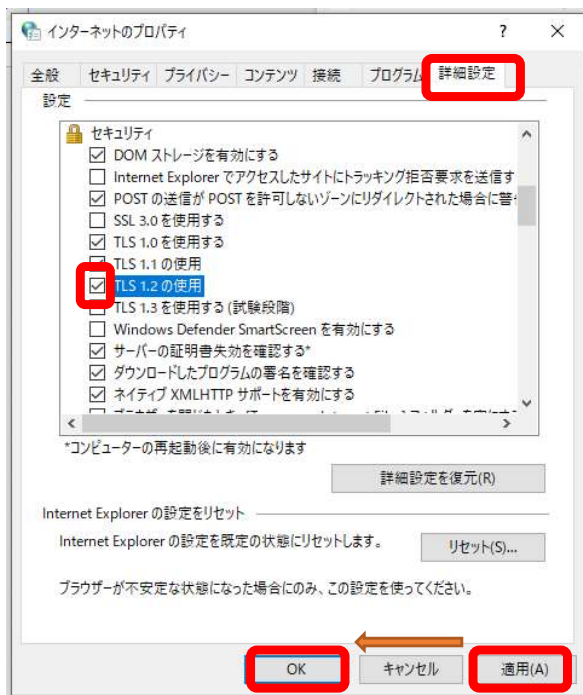 インターネットのプロパティ
全般 セキュリティ プライバシー コンテンツ 接続 プログラム 詳細設定
設定
セキュリティ
DOM ストレージを有効にする
Internet Explorer でアクセスしたサイトにトラッキング拒否要求を送信す
POST の送信が POST を許可しないゾーンにリダイレクトされた場合に警
SSL 3.0 を使用する
TLS 1.0 を使用する
TLS 1.1 の使用
TLS 1.2 の使用
TLS 1.3 を使用する (試験段階)
Windows Defender SmartScreen を有効にする
サーバーの証明書失効を確認する*
ダウンロードしたプログラムの署名を確認する
ネイティブ XMLHTTP サポートを有効にする
*コンピューターの再起動後に有効になります
詳細設定を復元(R)
Internet Explorer の設定をリセット
Internet Explorer の設定を既定の状態にリセットします。
リセット(S)...
ブラウザーが不安定な状態になった場合にのみ、この設定を使ってください。
OK キャンセル 適用(A)